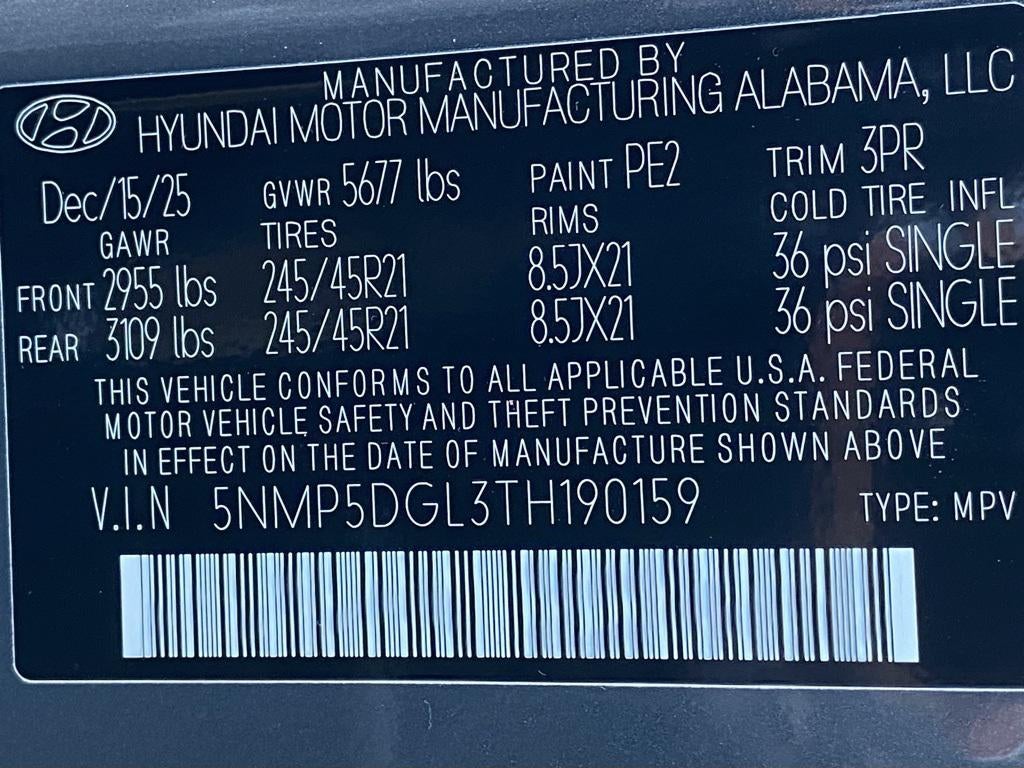 MANUFACTURED BY
HYUNDAI MOTOR MANUFACTURING ALABAMA, LLC
Dec/15/25 GVWR 5677 lbs PAINT PE2 TRIM 3PR
GAWR TIRES RIMS COLD TIRE INFL
FRONT 2955 lbs 245/45R21 8.5JX21 36 psi SINGLE
REAR 3109 lbs 245/45R21 8.5JX21 36 psi SINGLE
THIS VEHICLE CONFORMS TO ALL APPLICABLE U.S.A. FEDERAL
MOTOR VEHICLE SAFETY AND THEFT PREVENTION STANDARDS
IN EFFECT ON THE DATE OF MANUFACTURE SHOWN ABOVE
V.I.N 5NMP5DGL3TH190159 TYPE: MPV